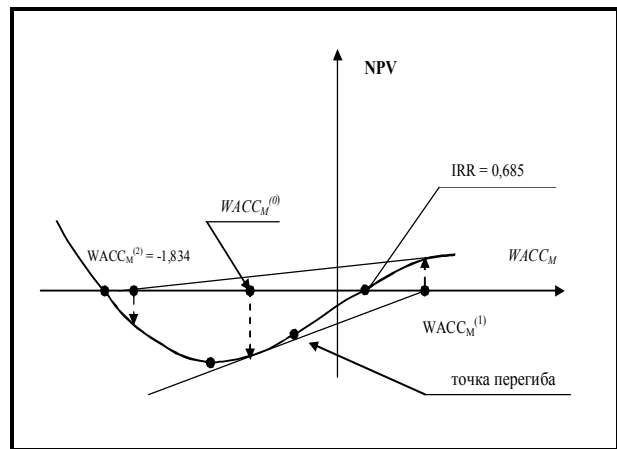 NPV
IRR = 0,685
WACC_M^(0)
WACC_M^(2) = -1,834
WACC_M
WACC_M^(1)
точка перегиба